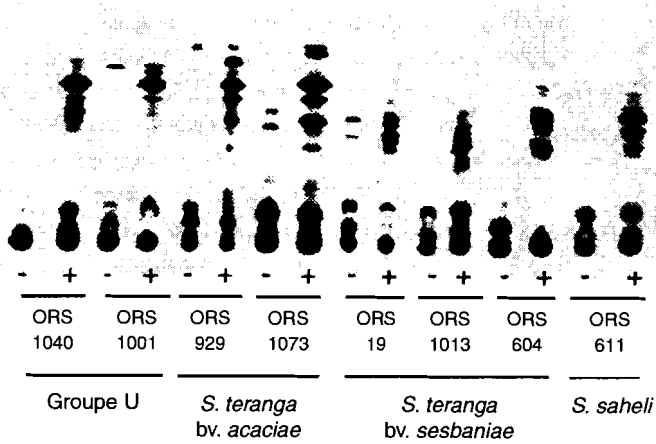 - + - + - + - + - + - + - + - +
ORS ORS ORS ORS ORS ORS ORS ORS
1040 1001 929 1073 19 1013 604 611
Groupe U S. teranga S. teranga S. saheli
bv. acaciae bv. sesbaniae